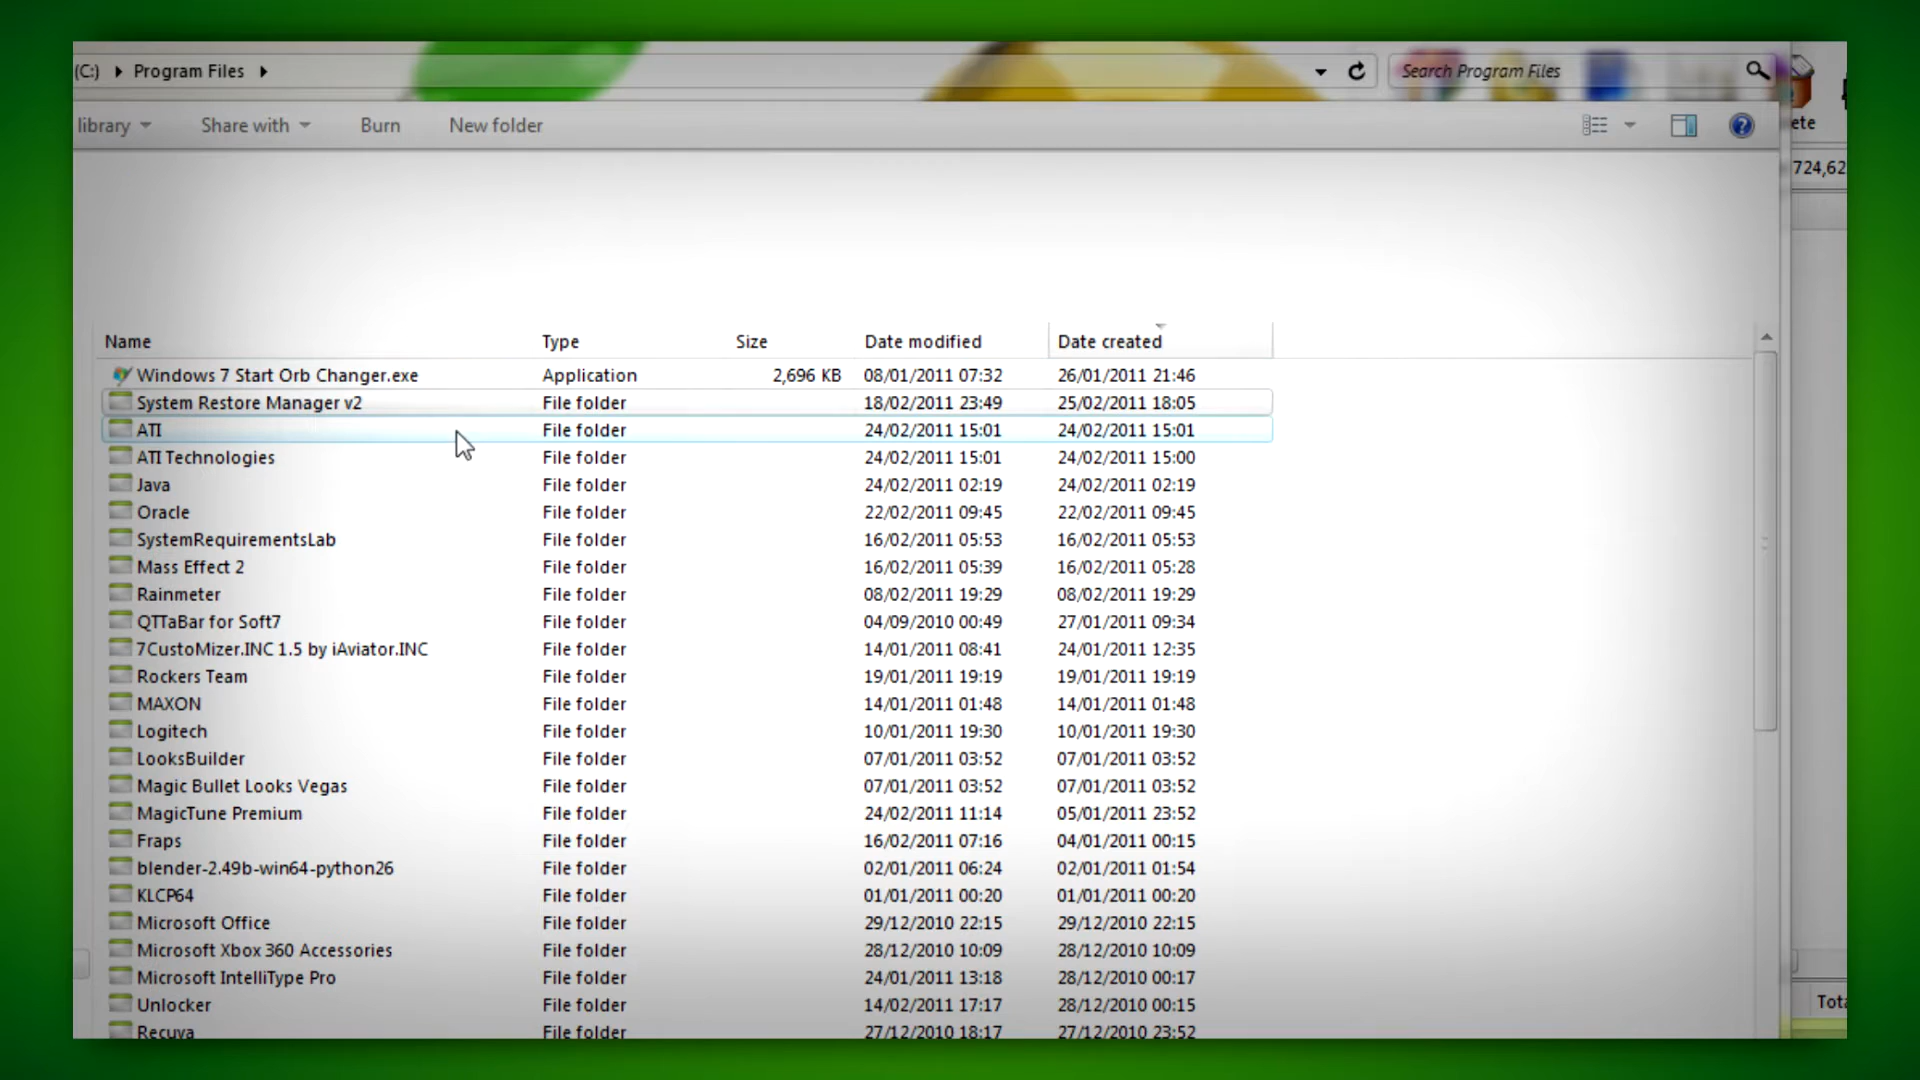 (C:) Program Files Search Program Files
library Share with Burn New folder ete
724,62
Name Type Size Date modified Date created
Windows 7 Start Orb Changer.exe Application 2,696 KB 08/01/2011 07:32 26/01/2011 21:46
System Restore Manager v2 File folder 18/02/2011 23:49 25/02/2011 18:05
ATI File folder 24/02/2011 15:01 24/02/2011 15:01
ATI Technologies File folder 24/02/2011 15:01 24/02/2011 15:00
Java File folder 24/02/2011 02:19 24/02/2011 02:19
Oracle File folder 22/02/2011 09:45 22/02/2011 09:45
SystemRequirementsLab File folder 16/02/2011 05:53 16/02/2011 05:53
Mass Effect 2 File folder 16/02/2011 05:39 16/02/2011 05:28
Rainmeter File folder 08/02/2011 19:29 08/02/2011 19:29
QTTaBar for Soft7 File folder 04/09/2010 00:49 27/01/2011 09:34
7CustoMizer.INC 1.5 by iAviator.INC File folder 14/01/2011 08:41 24/01/2011 12:35
Rockers Team File folder 19/01/2011 19:19 19/01/2011 19:19
MAXON File folder 14/01/2011 01:48 14/01/2011 01:48
Logitech File folder 10/01/2011 19:30 10/01/2011 19:30
LooksBuilder File folder 07/01/2011 03:52 07/01/2011 03:52
Magic Bullet Looks Vegas File folder 07/01/2011 03:52 07/01/2011 03:52
MagicTune Premium File folder 24/02/2011 11:14 05/01/2011 23:52
Fraps File folder 16/02/2011 07:16 04/01/2011 00:15
blender-2.49b-win64-python26 File folder 02/01/2011 06:24 02/01/2011 01:54
KLCP64 File folder 01/01/2011 00:20 01/01/2011 00:20
Microsoft Office File folder 29/12/2010 22:15 29/12/2010 22:15
Microsoft Xbox 360 Accessories File folder 28/12/2010 10:09 28/12/2010 10:09
Microsoft IntelliType Pro File folder 24/01/2011 13:18 28/12/2010 00:17
Unlocker File folder 14/02/2011 17:17 28/12/2010 00:15
Tota
Recuva File folder 27/12/2010 18:17 27/12/2010 23:52